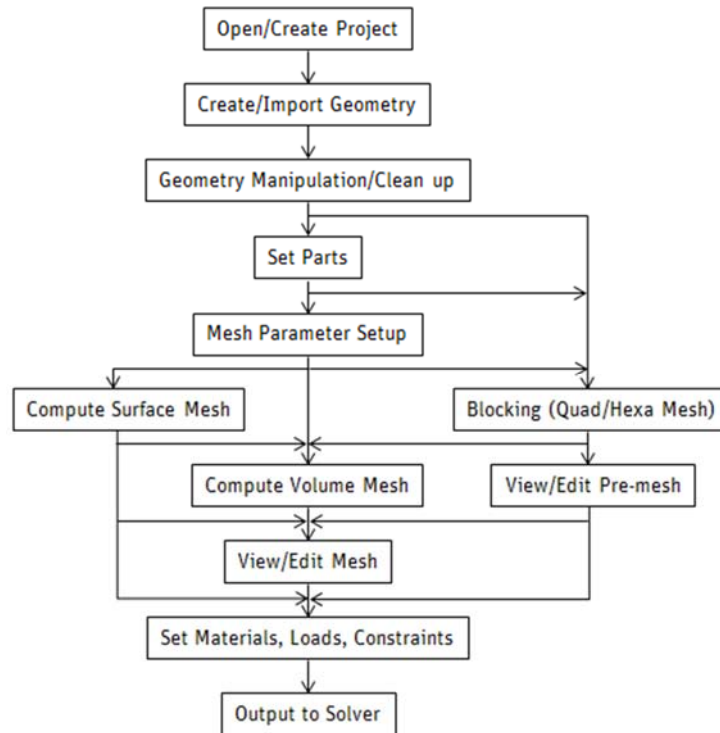 Open/Create Project
Create/Import Geometry
Geometry Manipulation/Clean up
Set Parts
Mesh Parameter Setup
Compute Surface Mesh
Blocking (Quad/Hexa Mesh)
Compute Volume Mesh
View/Edit Pre-mesh
View/Edit Mesh
Set Materials, Loads, Constraints
Output to Solver